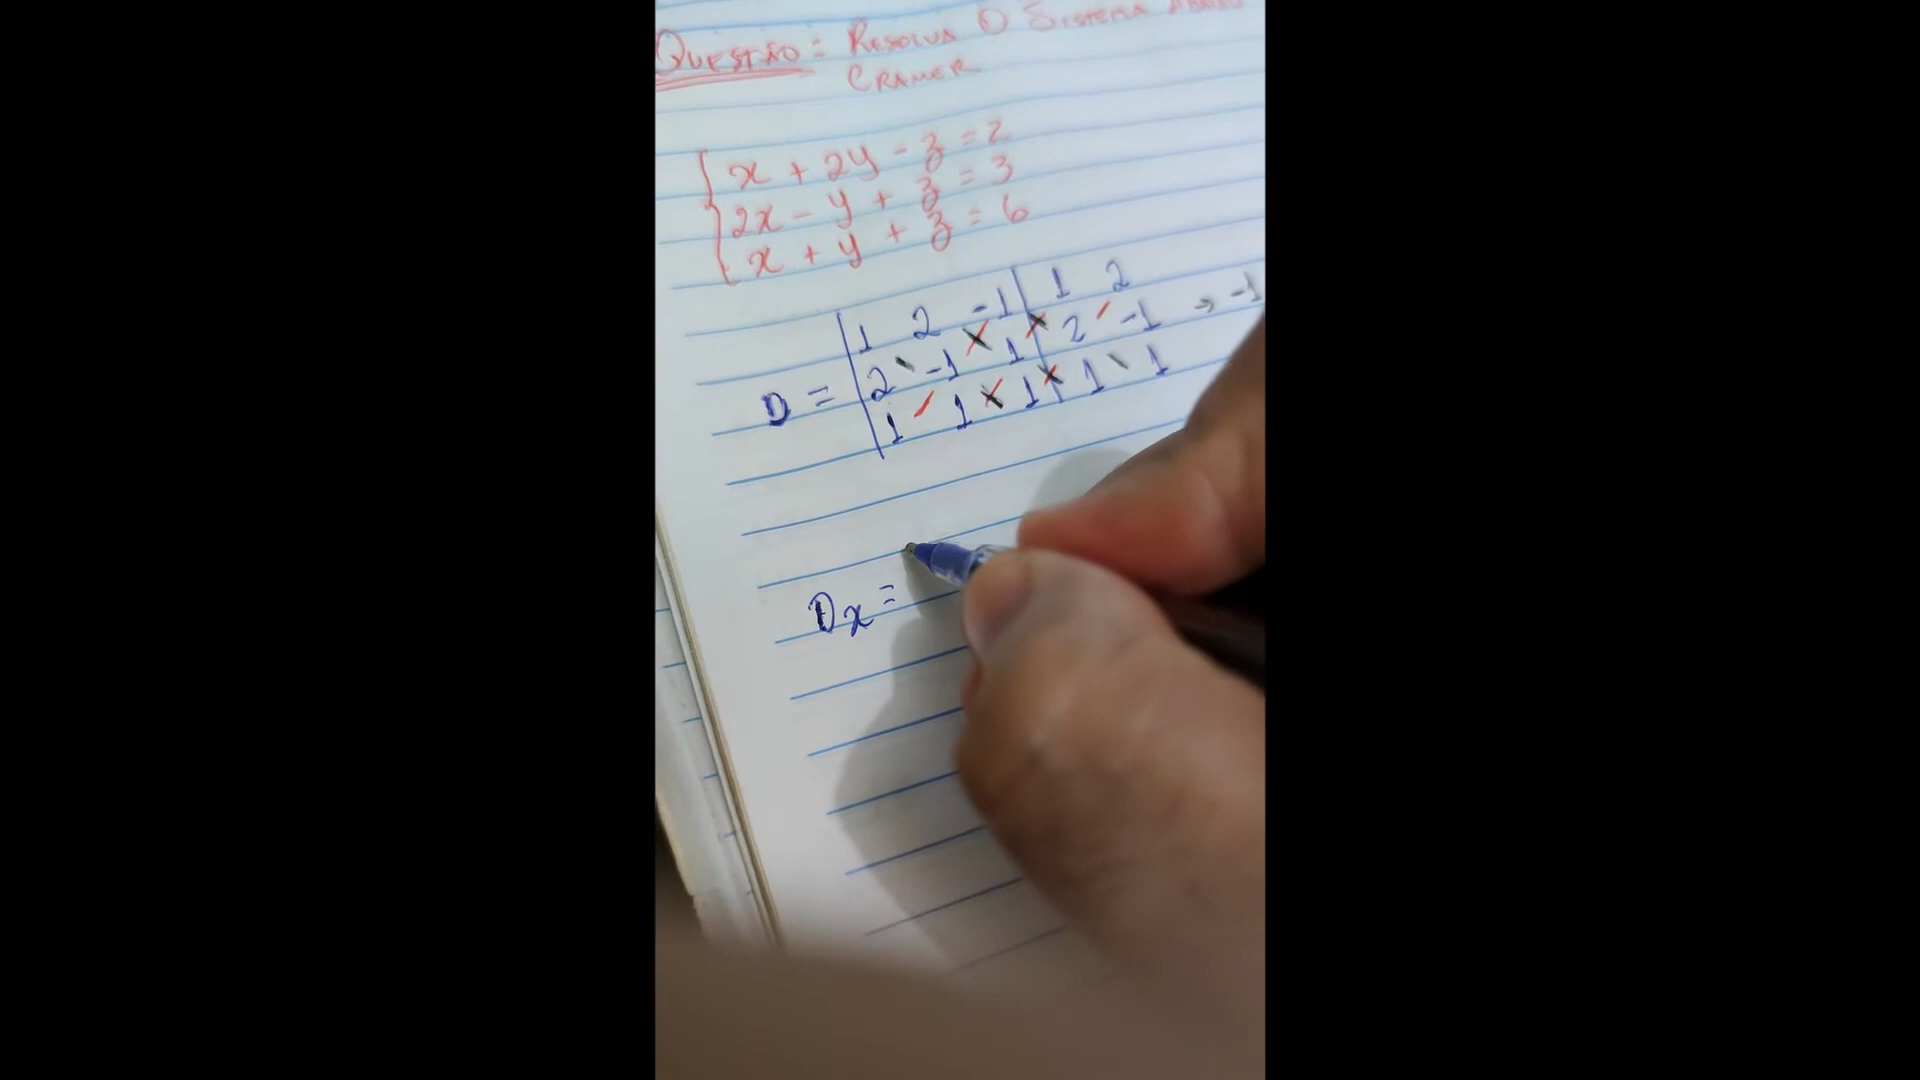 QUESTÃO: RESOLVA O SISTEMA
CRAMER
x + 2y - z = 2
2x - y + z = 3
x + y + z = 6
1 2 -1 | 1 2
D = 2 -1 1 | 2 -1 → -1
1 1 1 | 1 1
Dx =